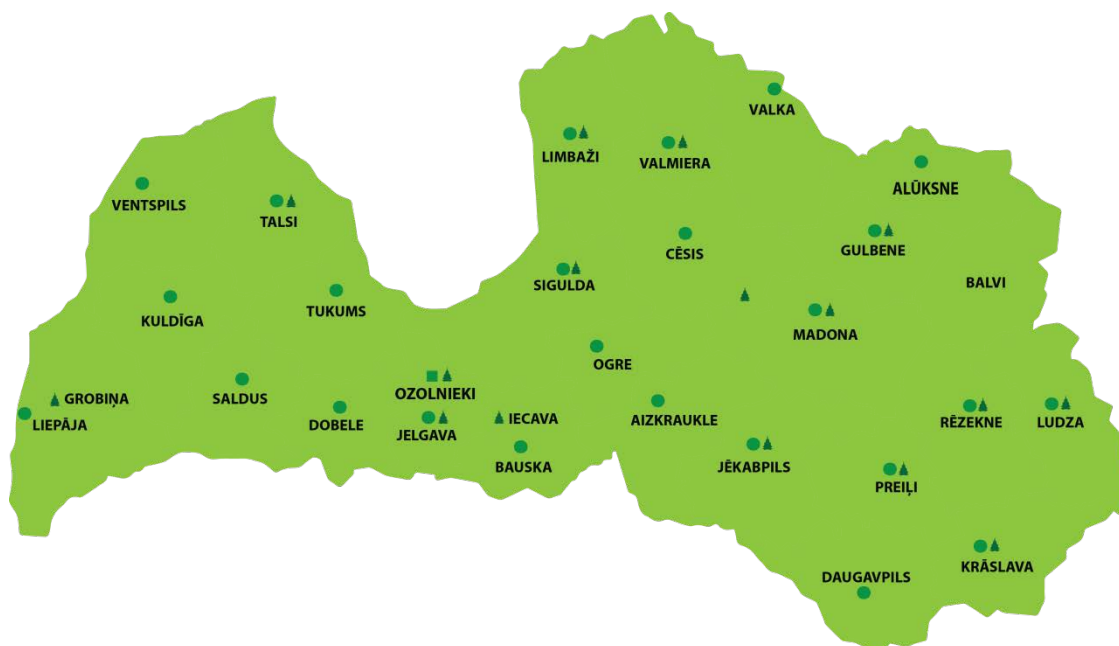 VALKA
LIMBAŽI
VALMIERA
ALŪKSNE
VENTSPILS
TALSI
GULBENE
CĒSIS
BALVI
SIGULDA
TUKUMS
KULDĪGA
MADONA
OGRE
OZOLNIEKI
GROBIŅA
SALDUS
LIEPĀJA
DOBELE
JELGAVA
IECAVA
AIZKRAUKLE
RĒZEKNE
LUDZA
BAUSKA
JĒKABPILS
PREIĻI
KRĀSLAVA
DAUGAVPILS